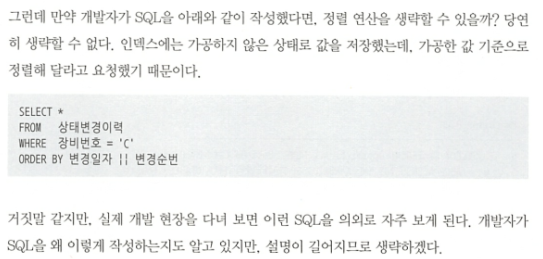 그런데 만약 개발자가 SQL을 아래와 같이 작성했다면, 정렬 연산을 생략할 수 있을까? 당연
히 생략할 수 없다. 인덱스에는 가공하지 않은 상태로 값을 저장했는데, 가공한 값 기준으로
정렬해 달라고 요청했기 때문이다.
SELECT *
FROM 상태변경이력
WHERE 장비번호 = 'C'
ORDER BY 변경일자 || 변경순번
거짓말 같지만, 실제 개발 현장을 다녀 보면 이런 SQL을 의외로 자주 보게 된다. 개발자가
SQL을 왜 이렇게 작성하는지도 알고 있지만, 설명이 길어지므로 생략하겠다.